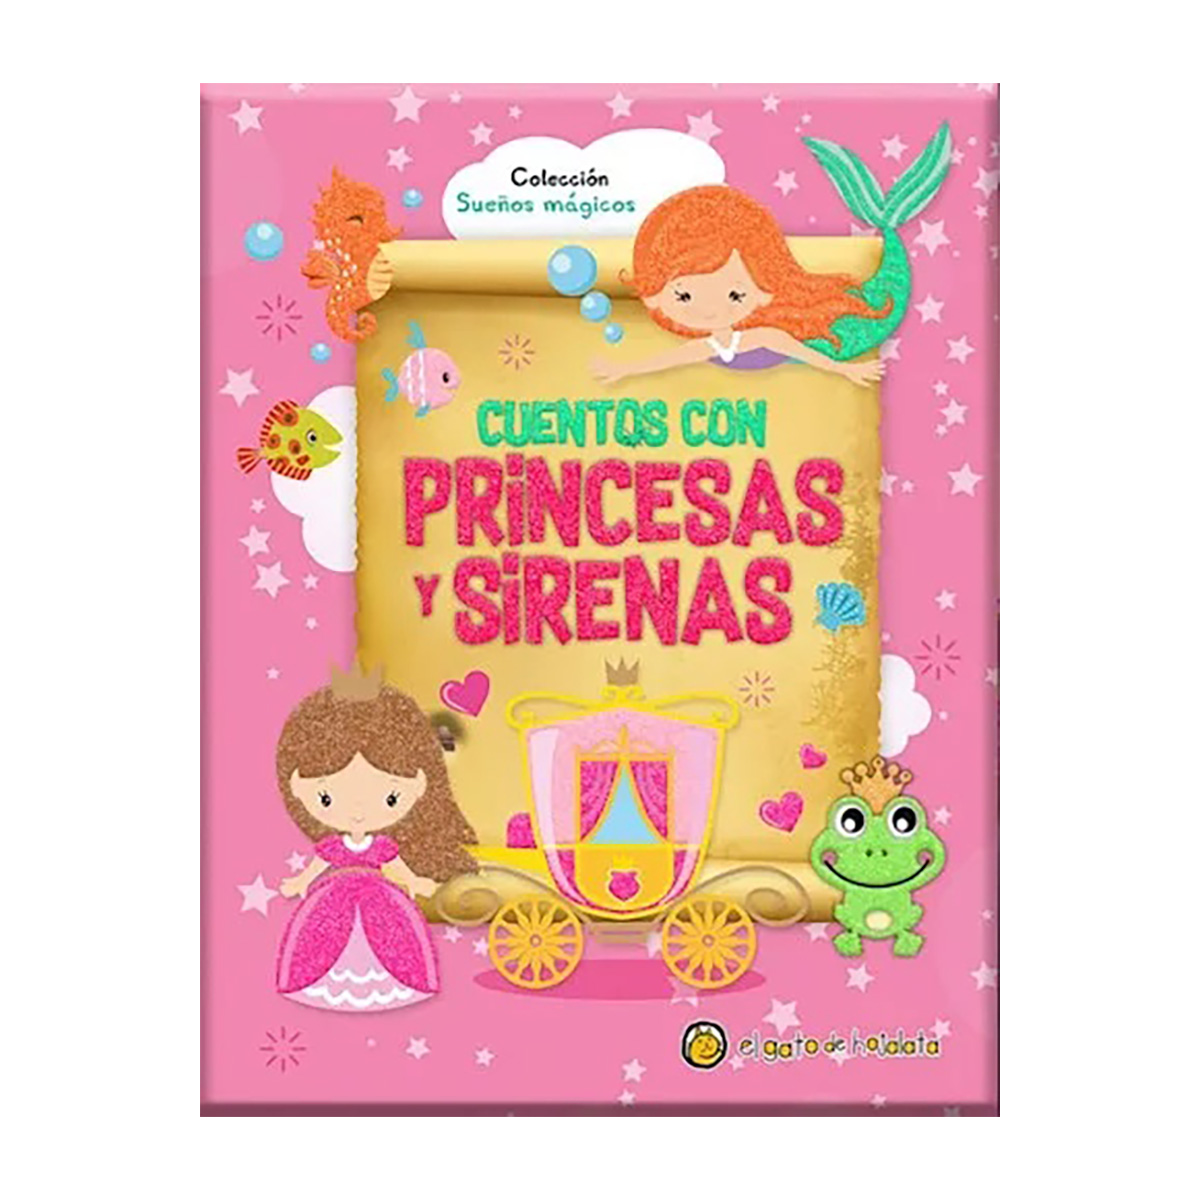 Colección
Sueños mágicos
CUENTOS CON
PRINCESAS
Y SIRENAS
el gato de hojalata